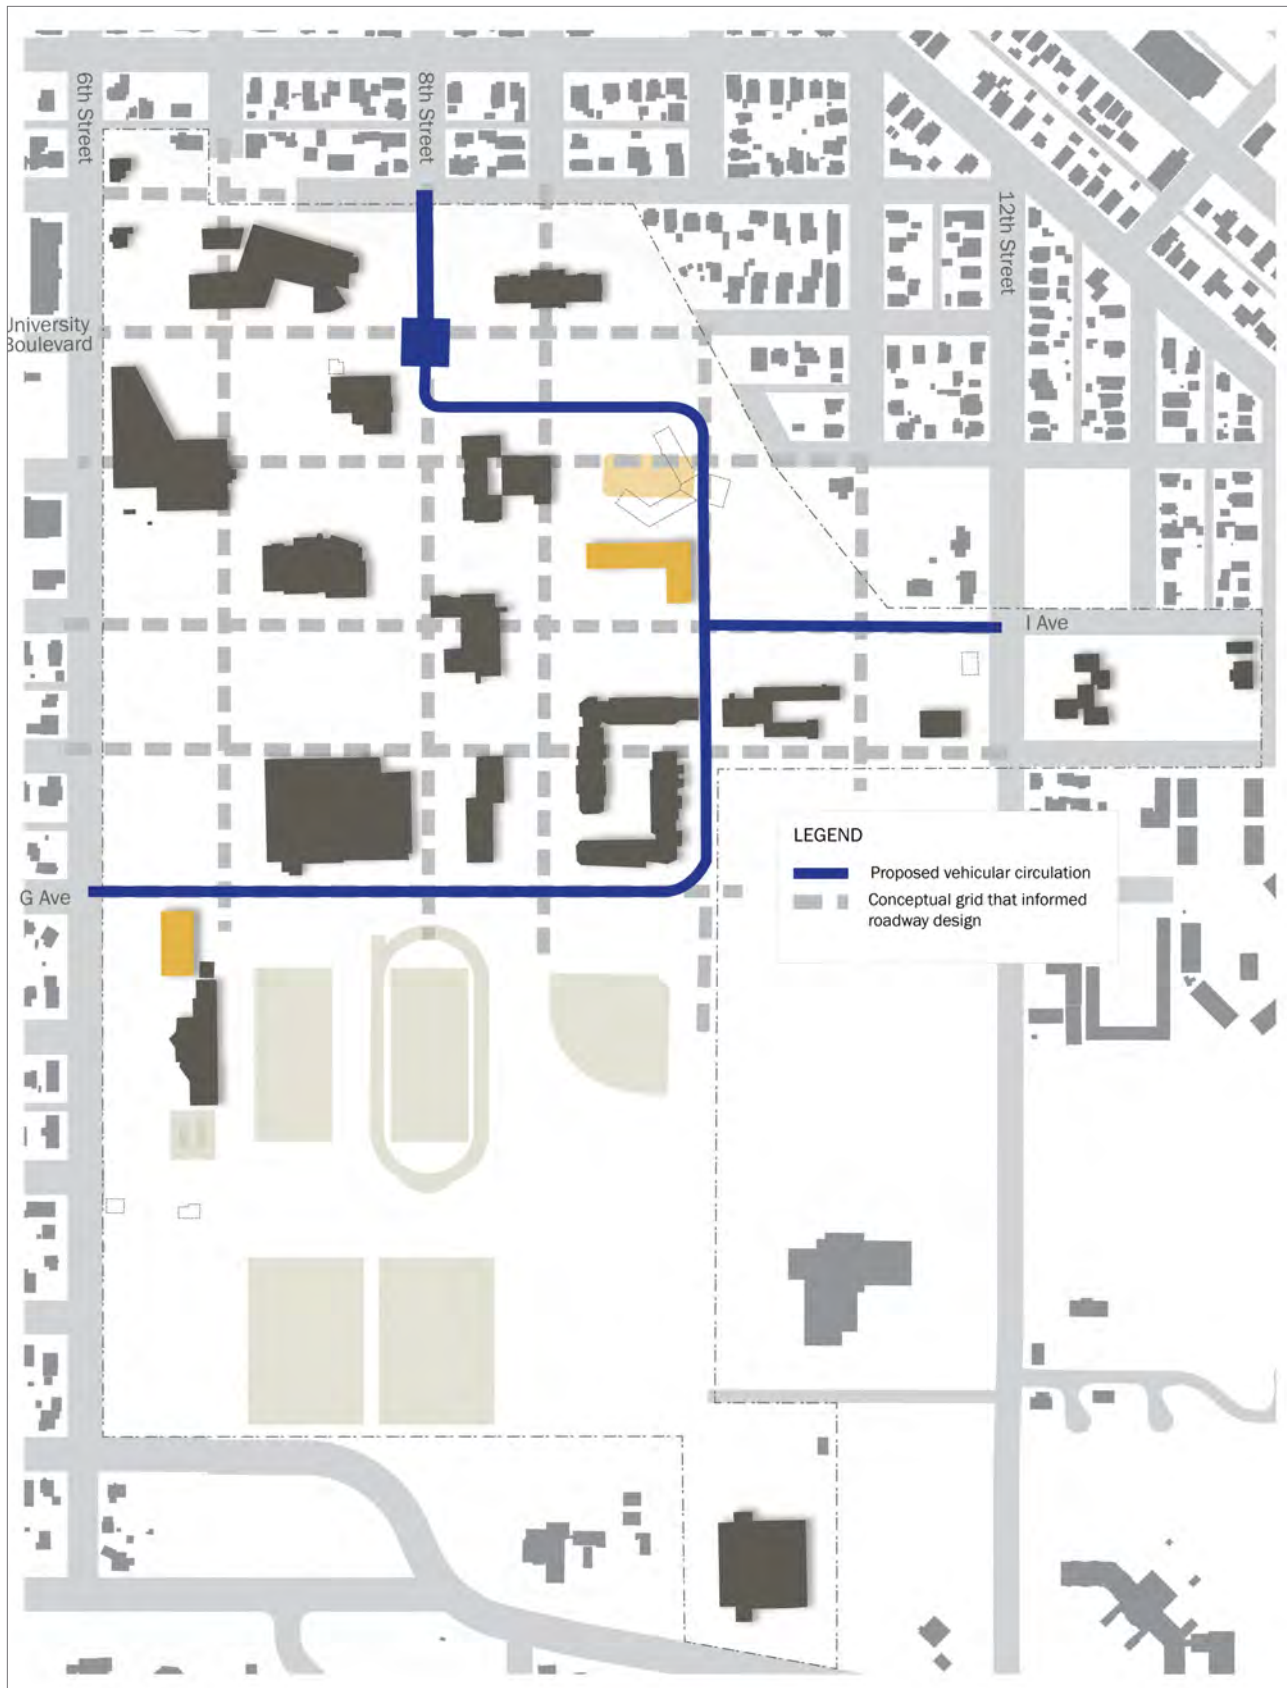 6th Street
8th Street
12th Street
University
Boulevard
I Ave
LEGEND
Proposed vehicular circulation
Conceptual grid that informed
roadway design
G Ave